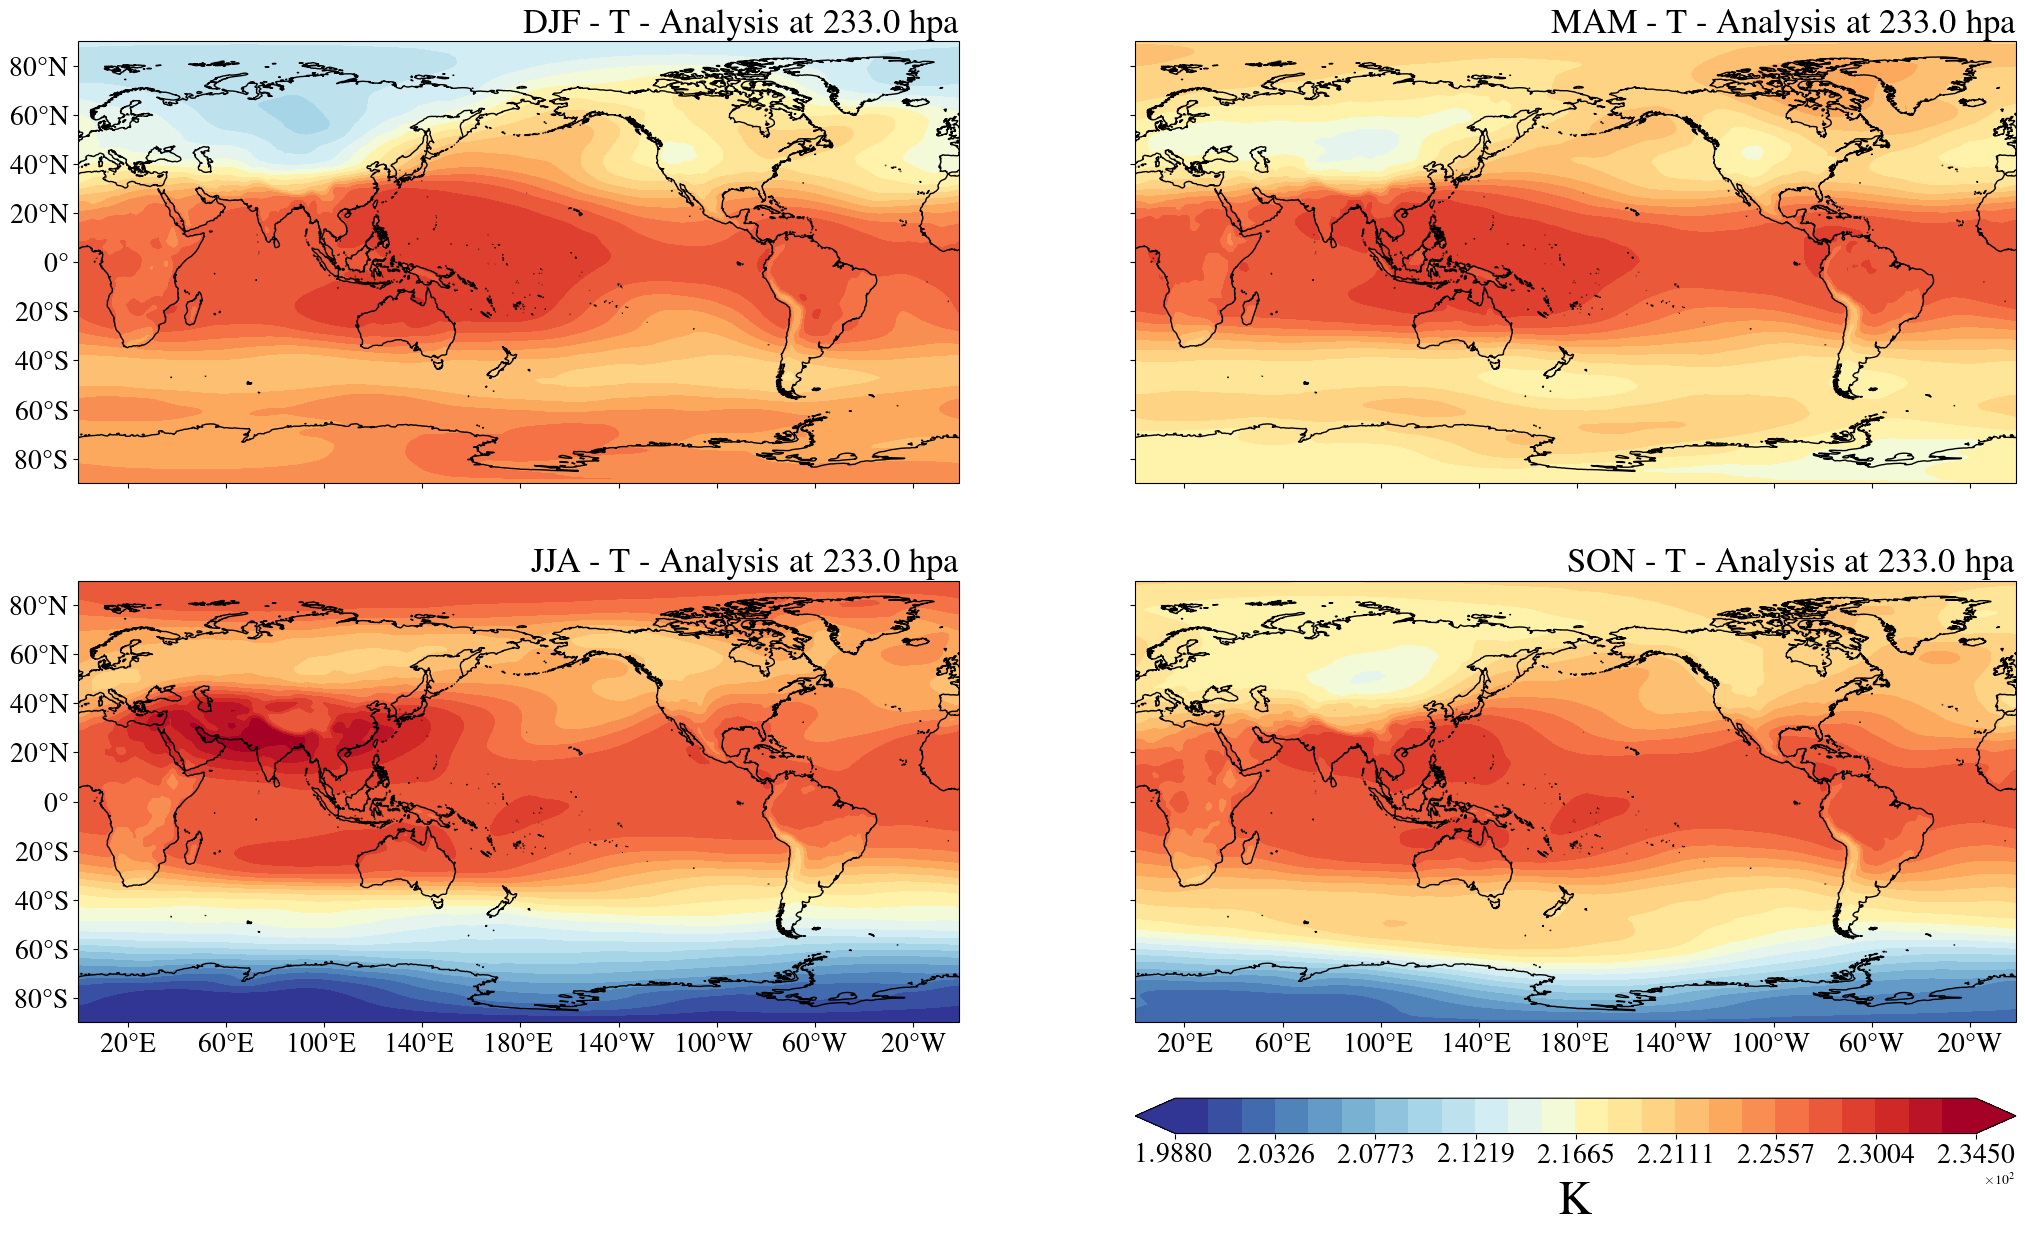 DJF - T - Analysis at 233.0 hpa
MAM - T - Analysis at 233.0 hpa
80°N
60°N
40°N
20°N
0°
20°S
40°S
60°S
80°S
JJA - T - Analysis at 233.0 hpa
SON - T - Analysis at 233.0 hpa
80°N
60°N
40°N
20°N
0°
20°S
40°S
60°S
80°S
20°E 60°E 100°E 140°E 180°E 140°W 100°W 60°W 20°W
20°E 60°E 100°E 140°E 180°E 140°W 100°W 60°W 20°W
1.9880 2.0326 2.0773 2.1219 2.1665 2.2111 2.2557 2.3004 2.3450
×10²
K